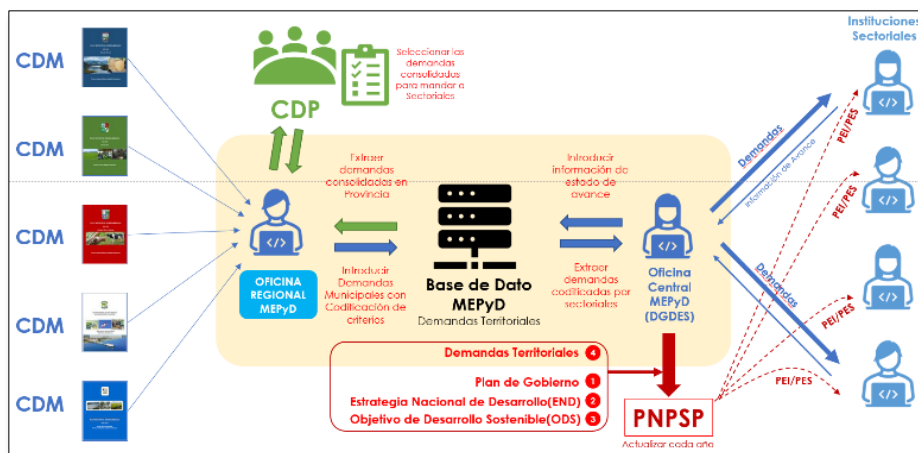 CDM
CDM
CDM
CDM
CDM
Seleccionar las
demandas
consolidadas
para mandar a
Sectoriales
CDP
Extraer
demandas
consolidadas en
Provincia
Introducir
información de
estado de
avance
OFICINA
REGIONAL
MEPyD
Introducir
Demandas
Municipales con
Codificación de
criterios
Base de Dato
MEPyD
Demandas Territoriales
Extraer
demandas
codificadas por
sectoriales
Oficina
Central
MEPyD
(DGDES)
Instituciones
Sectoriales
Demandas
Información de Avance
Demandas
PEI/PES
PEI/PES
PEI/PES
PEI/PES
Demandas Territoriales 4
Plan de Gobierno 1
Estrategia Nacional de Desarrollo(END) 2
Objetivo de Desarrollo Sostenible(ODS) 3
PNPSP
Actualizar cada año